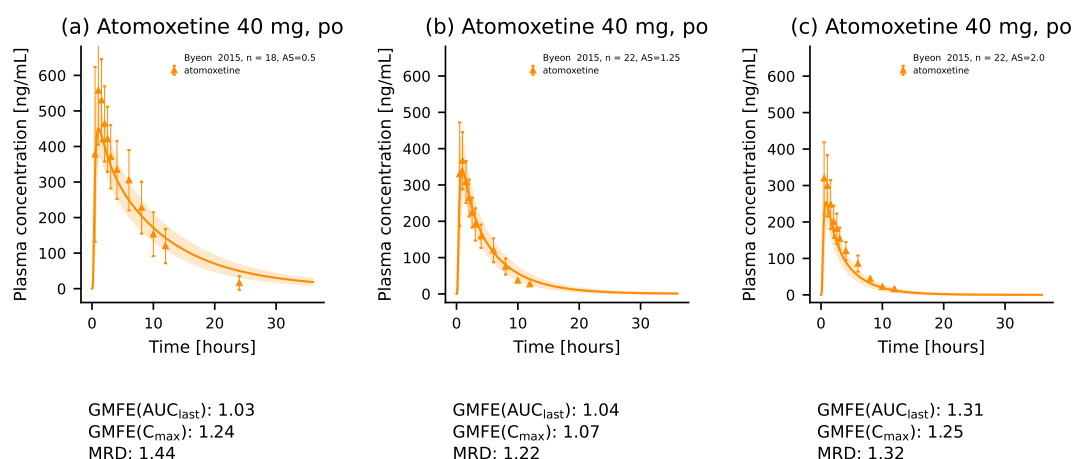 (a) Atomoxetine 40 mg, po
Byeon  2015, n = 18, AS=0.5
atomoxetine
Plasma concentration [ng/mL]
600
500
400
300
200
100
0
0 10 20 30
Time [hours]
GMFE(AUClast): 1.03
GMFE(Cmax): 1.24
MRD: 1.44
(b) Atomoxetine 40 mg, po
Byeon  2015, n = 22, AS=1.25
atomoxetine
Plasma concentration [ng/mL]
600
500
400
300
200
100
0
0 10 20 30
Time [hours]
GMFE(AUClast): 1.04
GMFE(Cmax): 1.07
MRD: 1.22
(c) Atomoxetine 40 mg, po
Byeon  2015, n = 22, AS=2.0
atomoxetine
Plasma concentration [ng/mL]
600
500
400
300
200
100
0
0 10 20 30
Time [hours]
GMFE(AUClast): 1.31
GMFE(Cmax): 1.25
MRD: 1.32